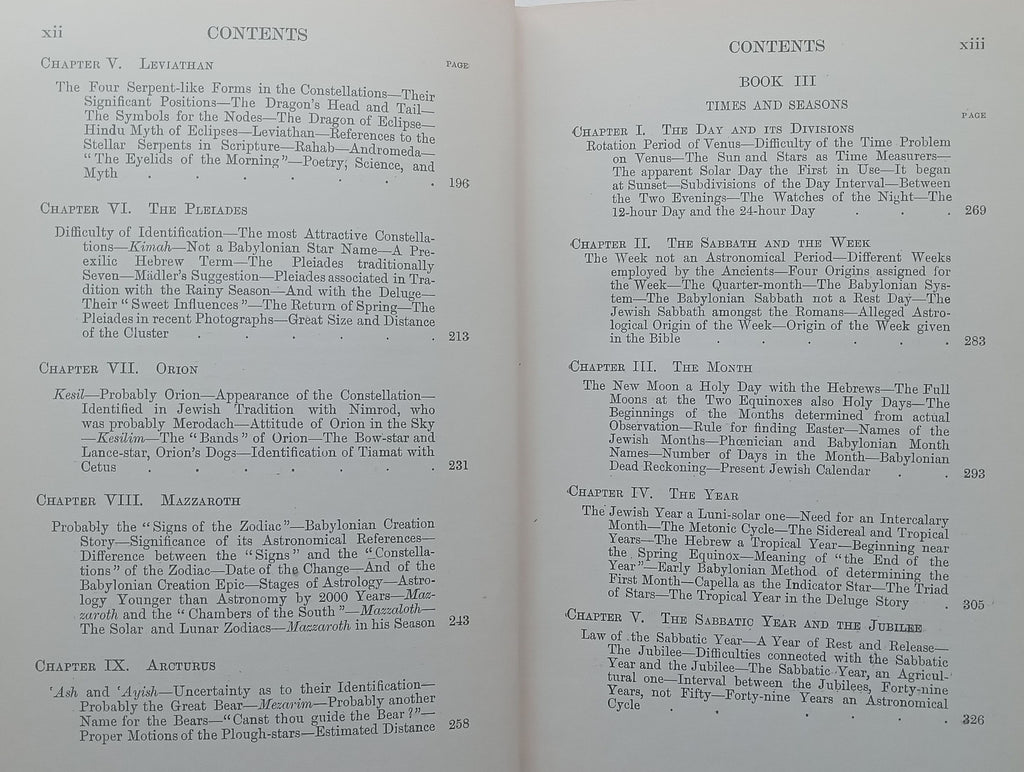 xii
CONTENTS
CHAPTER V. LEVIATHAN
PAGE
The Four Serpent-like Forms in the Constellations—Their
Significant Positions—The Dragon's Head and Tail—
The Symbols for the Nodes—The Dragon of Eclipse—
Hindu Myth of Eclipses—Leviathan—References to the
Stellar Serpents in Scripture—Rahab—Andromeda—
"The Eyelids of the Morning"—Poetry, Science, and
Myth . . . . . . . 196
CHAPTER VI. THE PLEIADES
Difficulty of Identification—The most Attractive Constella-
tions—Kimah—Not a Babylonian Star Name—A Pre-
exilic Hebrew Term—The Pleiades traditionally
Seven—Mädler's Suggestion—Pleiades associated in Tra-
dition with the Rainy Season—And with the Deluge—
Their "Sweet Influences"—The Return of Spring—The
Pleiades in recent Photographs—Great Size and Distance
of the Cluster . . . . . . 213
CHAPTER VII. ORION
Kesil—Probably Orion—Appearance of the Constellation—
Identified in Jewish Tradition with Nimrod, who
was probably Merodach—Attitude of Orion in the Sky
—Kesilim—The "Bands" of Orion—The Bow-star and
Lance-star, Orion's Dogs—Identification of Tiamat with
Cetus . . . . . . . 231
CHAPTER VIII. MAZZAROTH
Probably the "Signs of the Zodiac"—Babylonian Creation
Story—Significance of its Astronomical References—
Difference between the "Signs" and the "Constella-
tions" of the Zodiac—Date of the Change—And of the
Babylonian Creation Epic—Stages of Astrology—Astro-
logy Younger than Astronomy by 2000 Years—Maz-
zaroth and the "Chambers of the South"—Mazzaloth—
The Solar and Lunar Zodiacs—Mazzaroth in his Season 243
CHAPTER IX. ARCTURUS
'Ash and 'Ayish—Uncertainty as to their Identification—
Probably the Great Bear—Mezarim—Probably another
Name for the Bears—"Canst thou guide the Bear?"—
Proper Motions of the Plough-stars—Estimated Distance 258
CONTENTS
xiii
BOOK III
TIMES AND SEASONS
PAGE
CHAPTER I. THE DAY AND ITS DIVISIONS
Rotation Period of Venus—Difficulty of the Time Problem
on Venus—The Sun and Stars as Time Measurers—
The apparent Solar Day the First in Use—It began
at Sunset—Subdivisions of the Day Interval—Between
the Two Evenings—The Watches of the Night—The
12-hour Day and the 24-hour Day . . . 269
CHAPTER II. THE SABBATH AND THE WEEK
The Week not an Astronomical Period—Different Weeks
employed by the Ancients—Four Origins assigned for
the Week—The Quarter-month—The Babylonian Sys-
tem—The Babylonian Sabbath not a Rest Day—The
Jewish Sabbath amongst the Romans—Alleged Astro-
logical Origin of the Week—Origin of the Week given
in the Bible . . . . . . 283
CHAPTER III. THE MONTH
The New Moon a Holy Day with the Hebrews—The Full
Moons at the Two Equinoxes also Holy Days—The
Beginnings of the Months determined from actual
Observation—Rule for finding Easter—Names of the
Jewish Months—Phœnician and Babylonian Month
Names—Number of Days in the Month—Babylonian
Dead Reckoning—Present Jewish Calendar . . 293
CHAPTER IV. THE YEAR
The Jewish Year a Luni-solar one—Need for an Intercalary
Month—The Metonic Cycle—The Sidereal and Tropical
Years—The Hebrew a Tropical Year—Beginning near
the Spring Equinox—Meaning of "the End of the
Year"—Early Babylonian Method of determining the
First Month—Capella as the Indicator Star—The Triad
of Stars—The Tropical Year in the Deluge Story . 305
CHAPTER V. THE SABBATIC YEAR AND THE JUBILEE
Law of the Sabbatic Year—A Year of Rest and Release—
The Jubilee—Difficulties connected with the Sabbatic
Year and the Jubilee—The Sabbatic Year, an Agricul-
tural one—Interval between the Jubilees, Forty-nine
Years, not Fifty—Forty-nine Years an Astronomical
Cycle . . . . . . 326